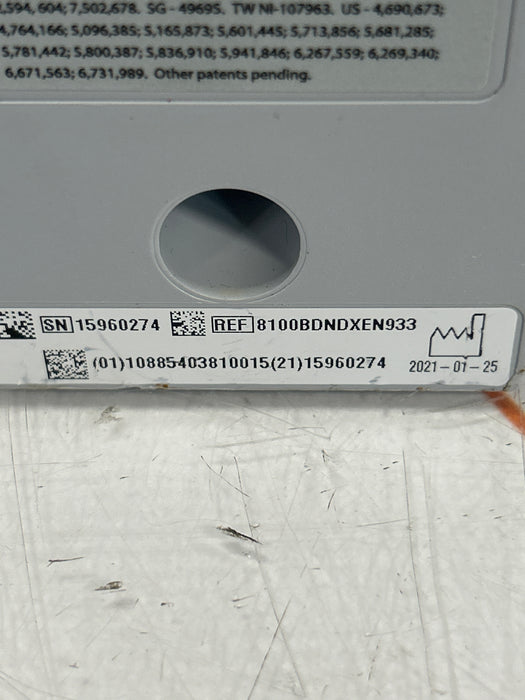 ,594, 604; 7,502,678. SG - 49695. TW NI-107963. US - 4,690,673;
4,764,166; 5,096,385; 5,165,873; 5,601,445; 5,713,856; 5,681,285;
5,781,442; 5,800,387; 5,836,910; 5,941,846; 6,267,559; 6,269,340;
6,671,563; 6,731,989. Other patents pending.
SN 15960274 REF 8100BDNDXEN933
(01)10885403810015(21)15960274 2021-01-25